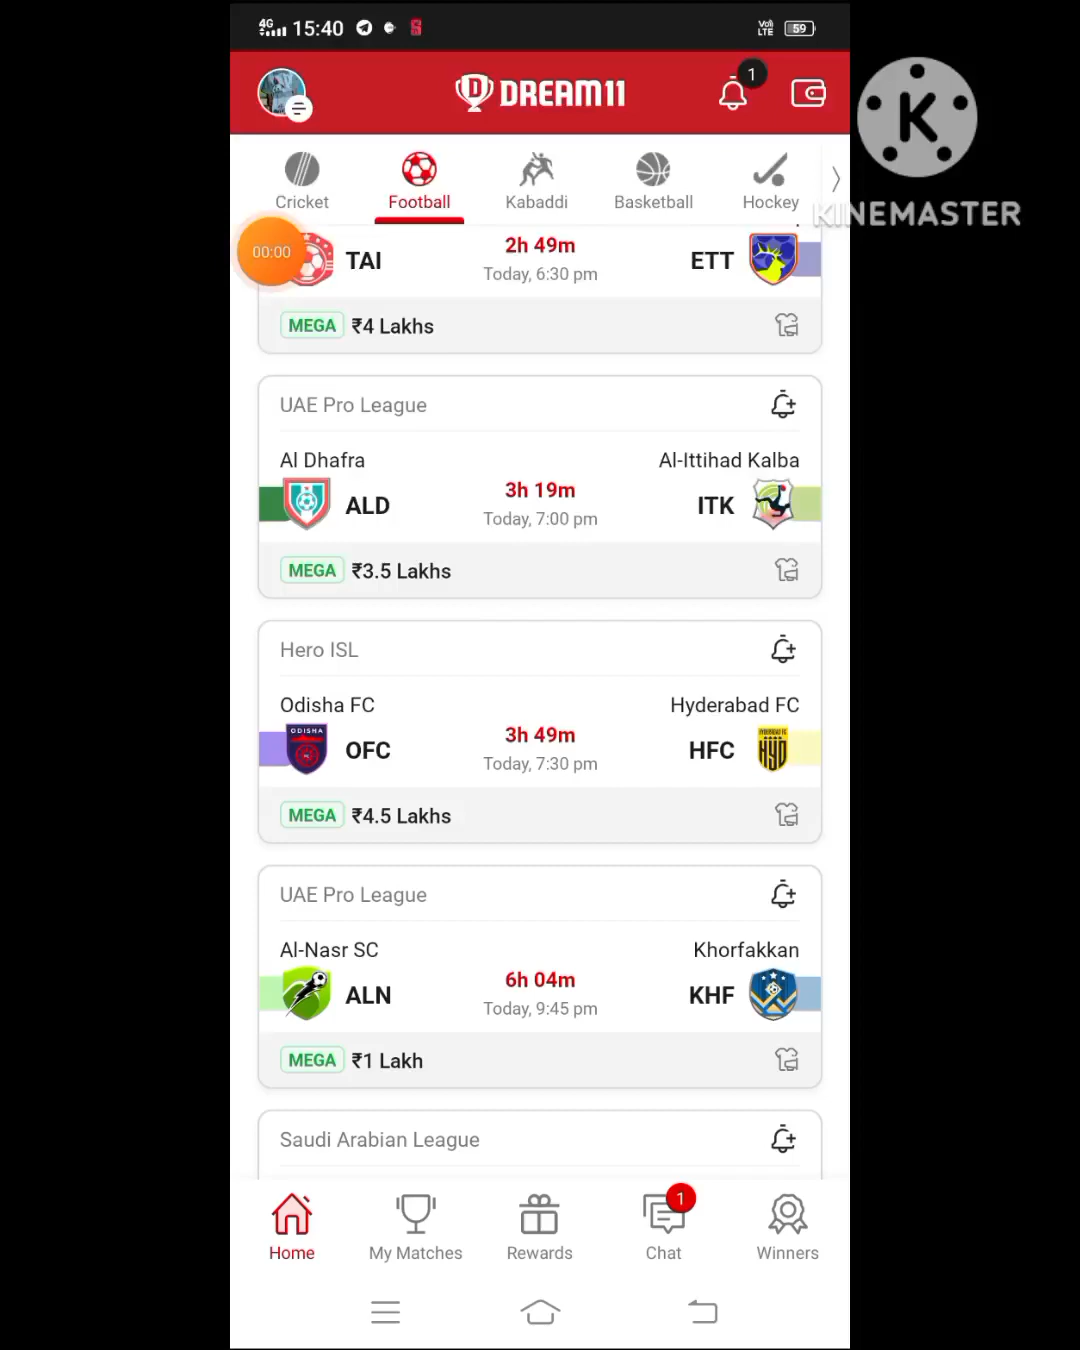 4G 15:40 VoLTE 59
DREAM11 1
KINEMASTER
Cricket Football Kabaddi Basketball Hockey
00:00 TAI 2h 49m ETT
Today, 6:30 pm
MEGA ₹4 Lakhs
UAE Pro League
Al Dhafra Al-Ittihad Kalba
ALD 3h 19m ITK
Today, 7:00 pm
MEGA ₹3.5 Lakhs
Hero ISL
Odisha FC Hyderabad FC
ODISHA OFC 3h 49m HFC HYD
Today, 7:30 pm
MEGA ₹4.5 Lakhs
UAE Pro League
Al-Nasr SC Khorfakkan
ALN 6h 04m KHF
Today, 9:45 pm
MEGA ₹1 Lakh
Saudi Arabian League
1
Home My Matches Rewards Chat Winners